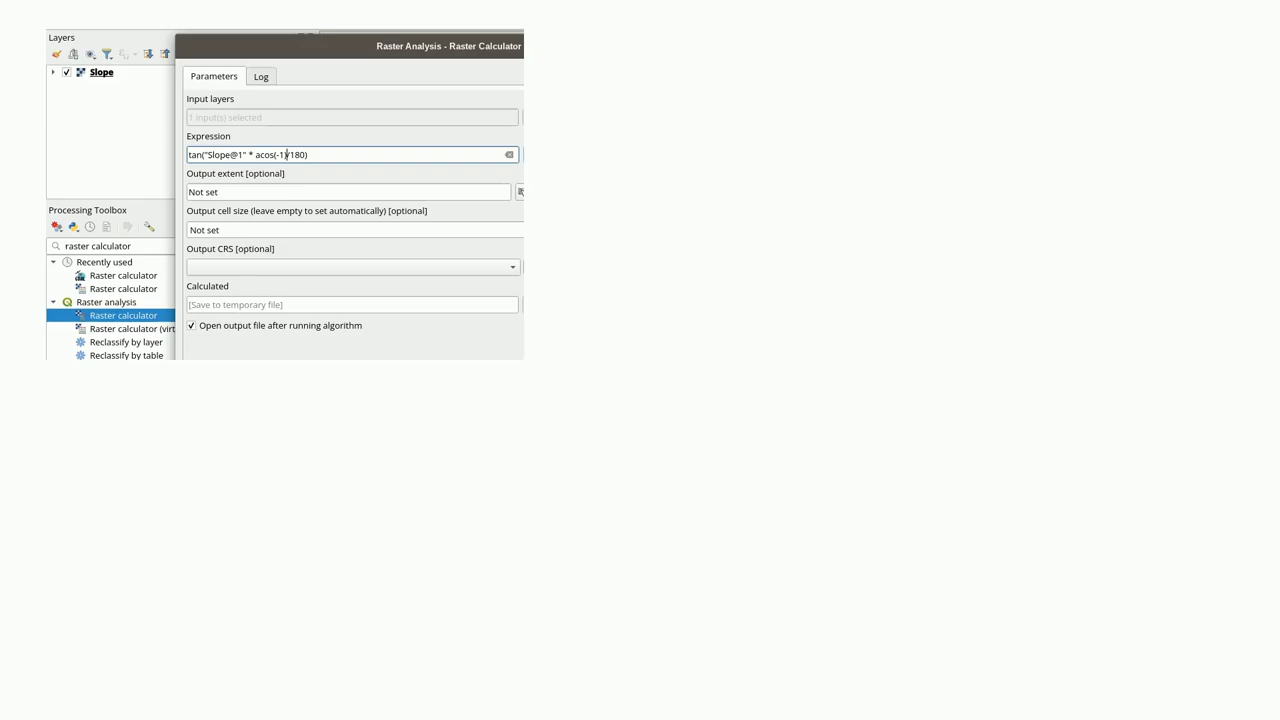 Layers
Raster Analysis - Raster Calculator
Slope
Parameters
Log
Input layers
1 input(s) selected
Expression
tan("Slope@1" * acos(-1)/180)
Output extent [optional]
Not set
Output cell size (leave empty to set automatically) [optional]
Not set
Output CRS [optional]
Calculated
[Save to temporary file]
Open output file after running algorithm
Processing Toolbox
raster calculator
Recently used
Raster calculator
Raster calculator
Raster analysis
Raster calculator
Raster calculator (virt
Reclassify by layer
Reclassify by table